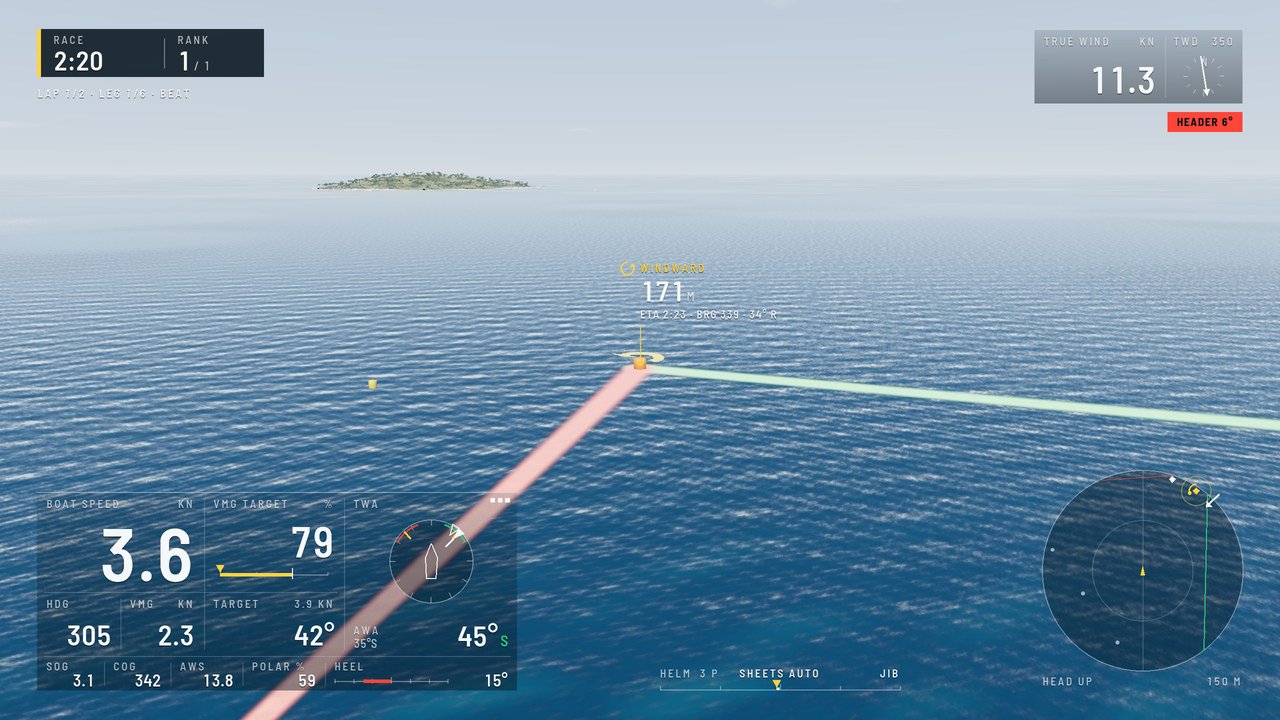 RACE RANK
2:20 1 / 1
LAP 1/2 · LEG 1/6 · BEAT
TRUE WIND KN TWD 350
11.3 N
HEADER 6°
WINDWARD
171 M
ETA 2:23 · BRG 339 · 34° R
BOAT SPEED KN VMG TARGET % TWA
3.6 79
HDG VMG KN TARGET 3.9 KN
305 2.3 42° AWA 35°S 45° S
SOG COG AWS POLAR % HEEL
3.1 342 13.8 59 15°
HELM 3 P SHEETS AUTO JIB
HEAD UP 150 M